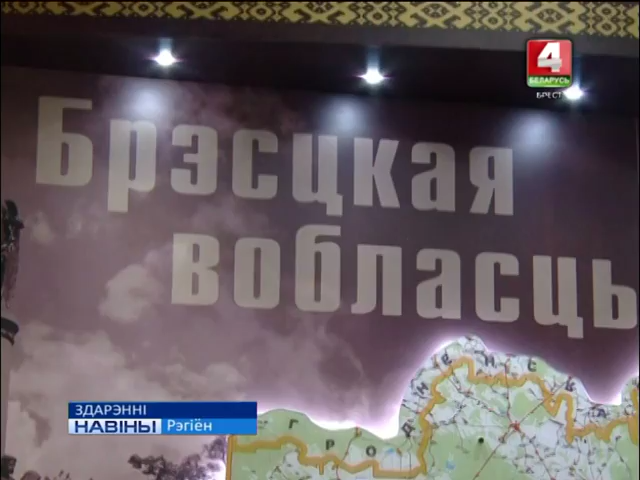 4
БЕЛАРУСЬ
БРЕСТ
Брэсцкая
вобласць
ЗДАРЭННІ
НАВІНЫ Рэгіён